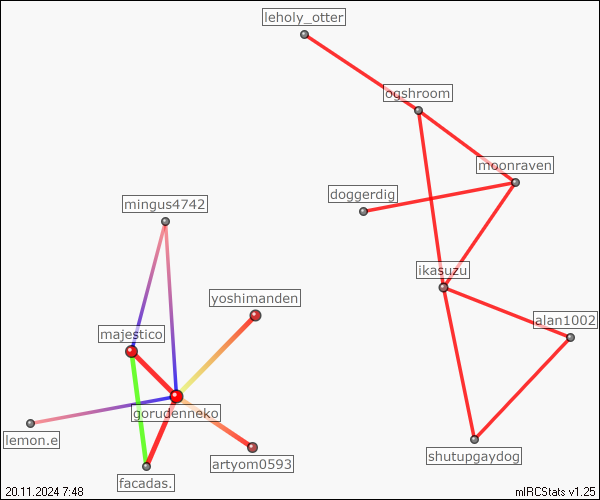 leholy_otter
ogshroom
moonraven
doggerdig
mingus4742
ikasuzu
yoshimanden
alan1002
majestico
gorudenneko
lemon.e
shutupgaydog
artyom0593
facadas.
20.11.2024 7:48
mIRCStats v1.25